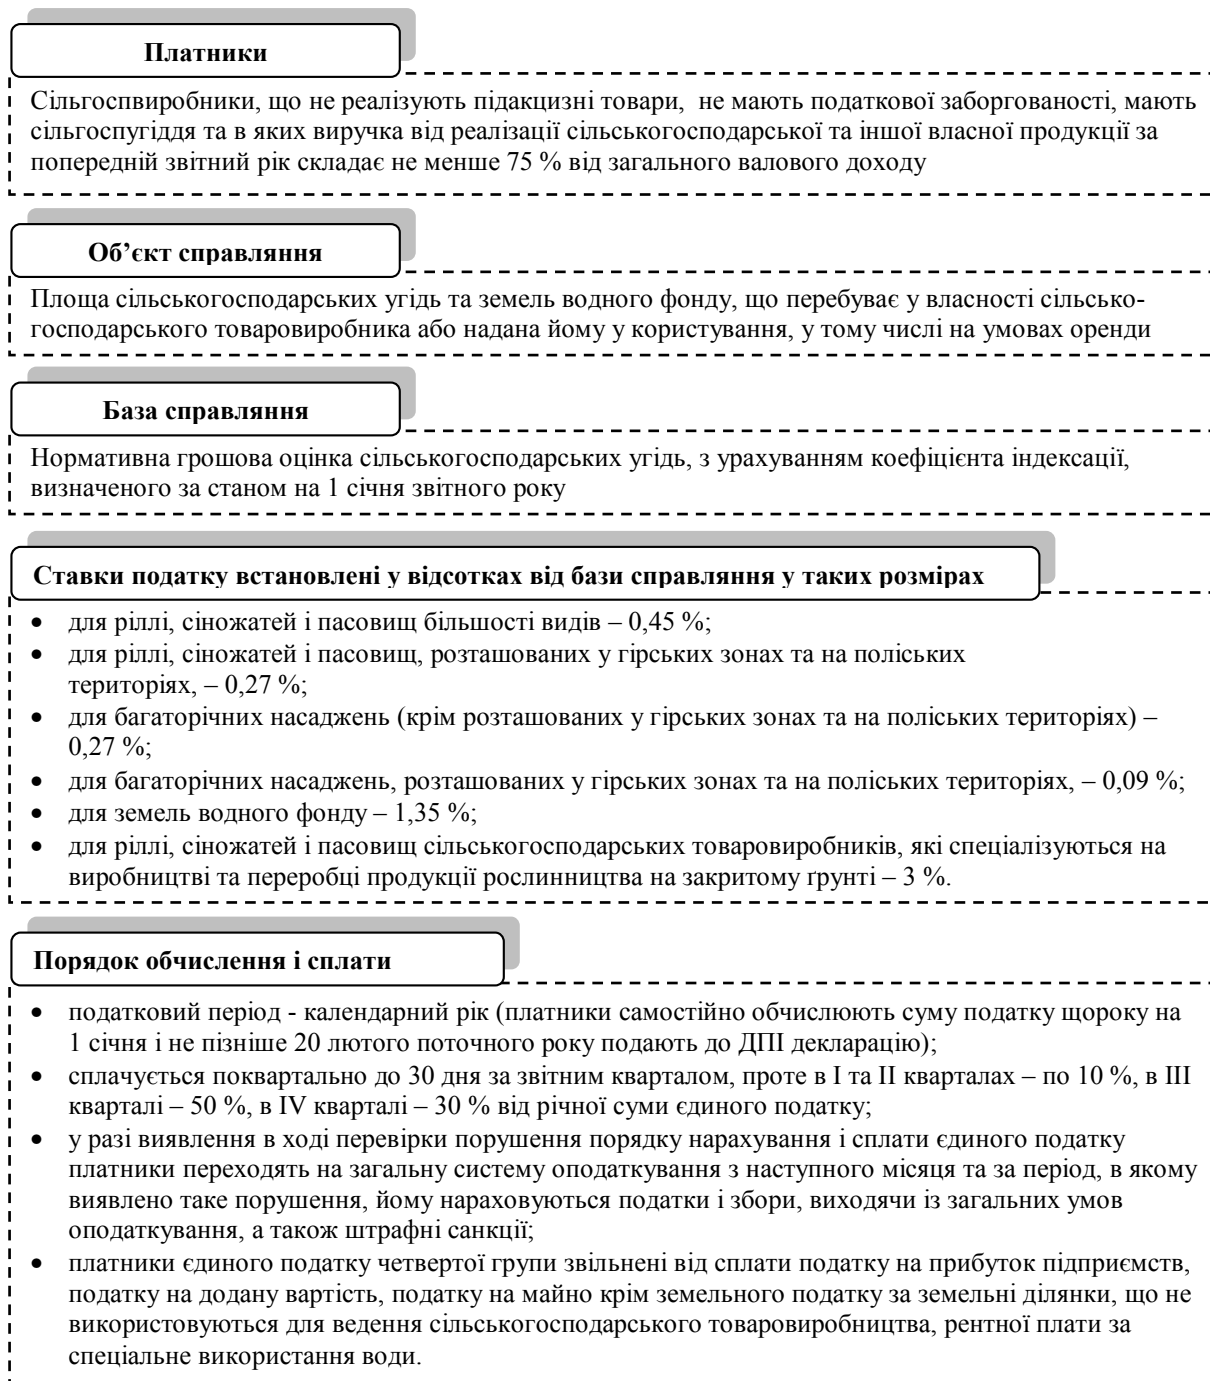 Платники
Сільгоспвиробники, що не реалізують підакцизні товари, не мають податкової заборгованості, мають
сільгоспугіддя та в яких виручка від реалізації сільськогосподарської та іншої власної продукції за
попередній звітний рік складає не менше 75 % від загального валового доходу
Об’єкт справляння
Площа сільськогосподарських угідь та земель водного фонду, що перебуває у власності сільсько-
господарського товаровиробника або надана йому у користування, у тому числі на умовах оренди
База справляння
Нормативна грошова оцінка сільськогосподарських угідь, з урахуванням коефіцієнта індексації,
визначеного за станом на 1 січня звітного року
Ставки податку встановлені у відсотках від бази справляння у таких розмірах
• для ріллі, сіножатей і пасовищ більшості видів – 0,45 %;
• для ріллі, сіножатей і пасовищ, розташованих у гірських зонах та на поліських
територіях, – 0,27 %;
• для багаторічних насаджень (крім розташованих у гірських зонах та на поліських територіях) –
0,27 %;
• для багаторічних насаджень, розташованих у гірських зонах та на поліських територіях, – 0,09 %;
• для земель водного фонду – 1,35 %;
• для ріллі, сіножатей і пасовищ сільськогосподарських товаровиробників, які спеціалізуються на
виробництві та переробці продукції рослинництва на закритому ґрунті – 3 %.
Порядок обчислення і сплати
• податковий період - календарний рік (платники самостійно обчислюють суму податку щороку на
1 січня і не пізніше 20 лютого поточного року подають до ДПІ декларацію);
• сплачується поквартально до 30 дня за звітним кварталом, проте в І та ІІ кварталах – по 10 %, в ІІІ
кварталі – 50 %, в IV кварталі – 30 % від річної суми єдиного податку;
• у разі виявлення в ході перевірки порушення порядку нарахування і сплати єдиного податку
платники переходять на загальну систему оподаткування з наступного місяця та за період, в якому
виявлено таке порушення, йому нараховуються податки і збори, виходячи із загальних умов
оподаткування, а також штрафні санкції;
• платники єдиного податку четвертої групи звільнені від сплати податку на прибуток підприємств,
податку на додану вартість, податку на майно крім земельного податку за земельні ділянки, що не
використовуються для ведення сільськогосподарського товаровиробництва, рентної плати за
спеціальне використання води.